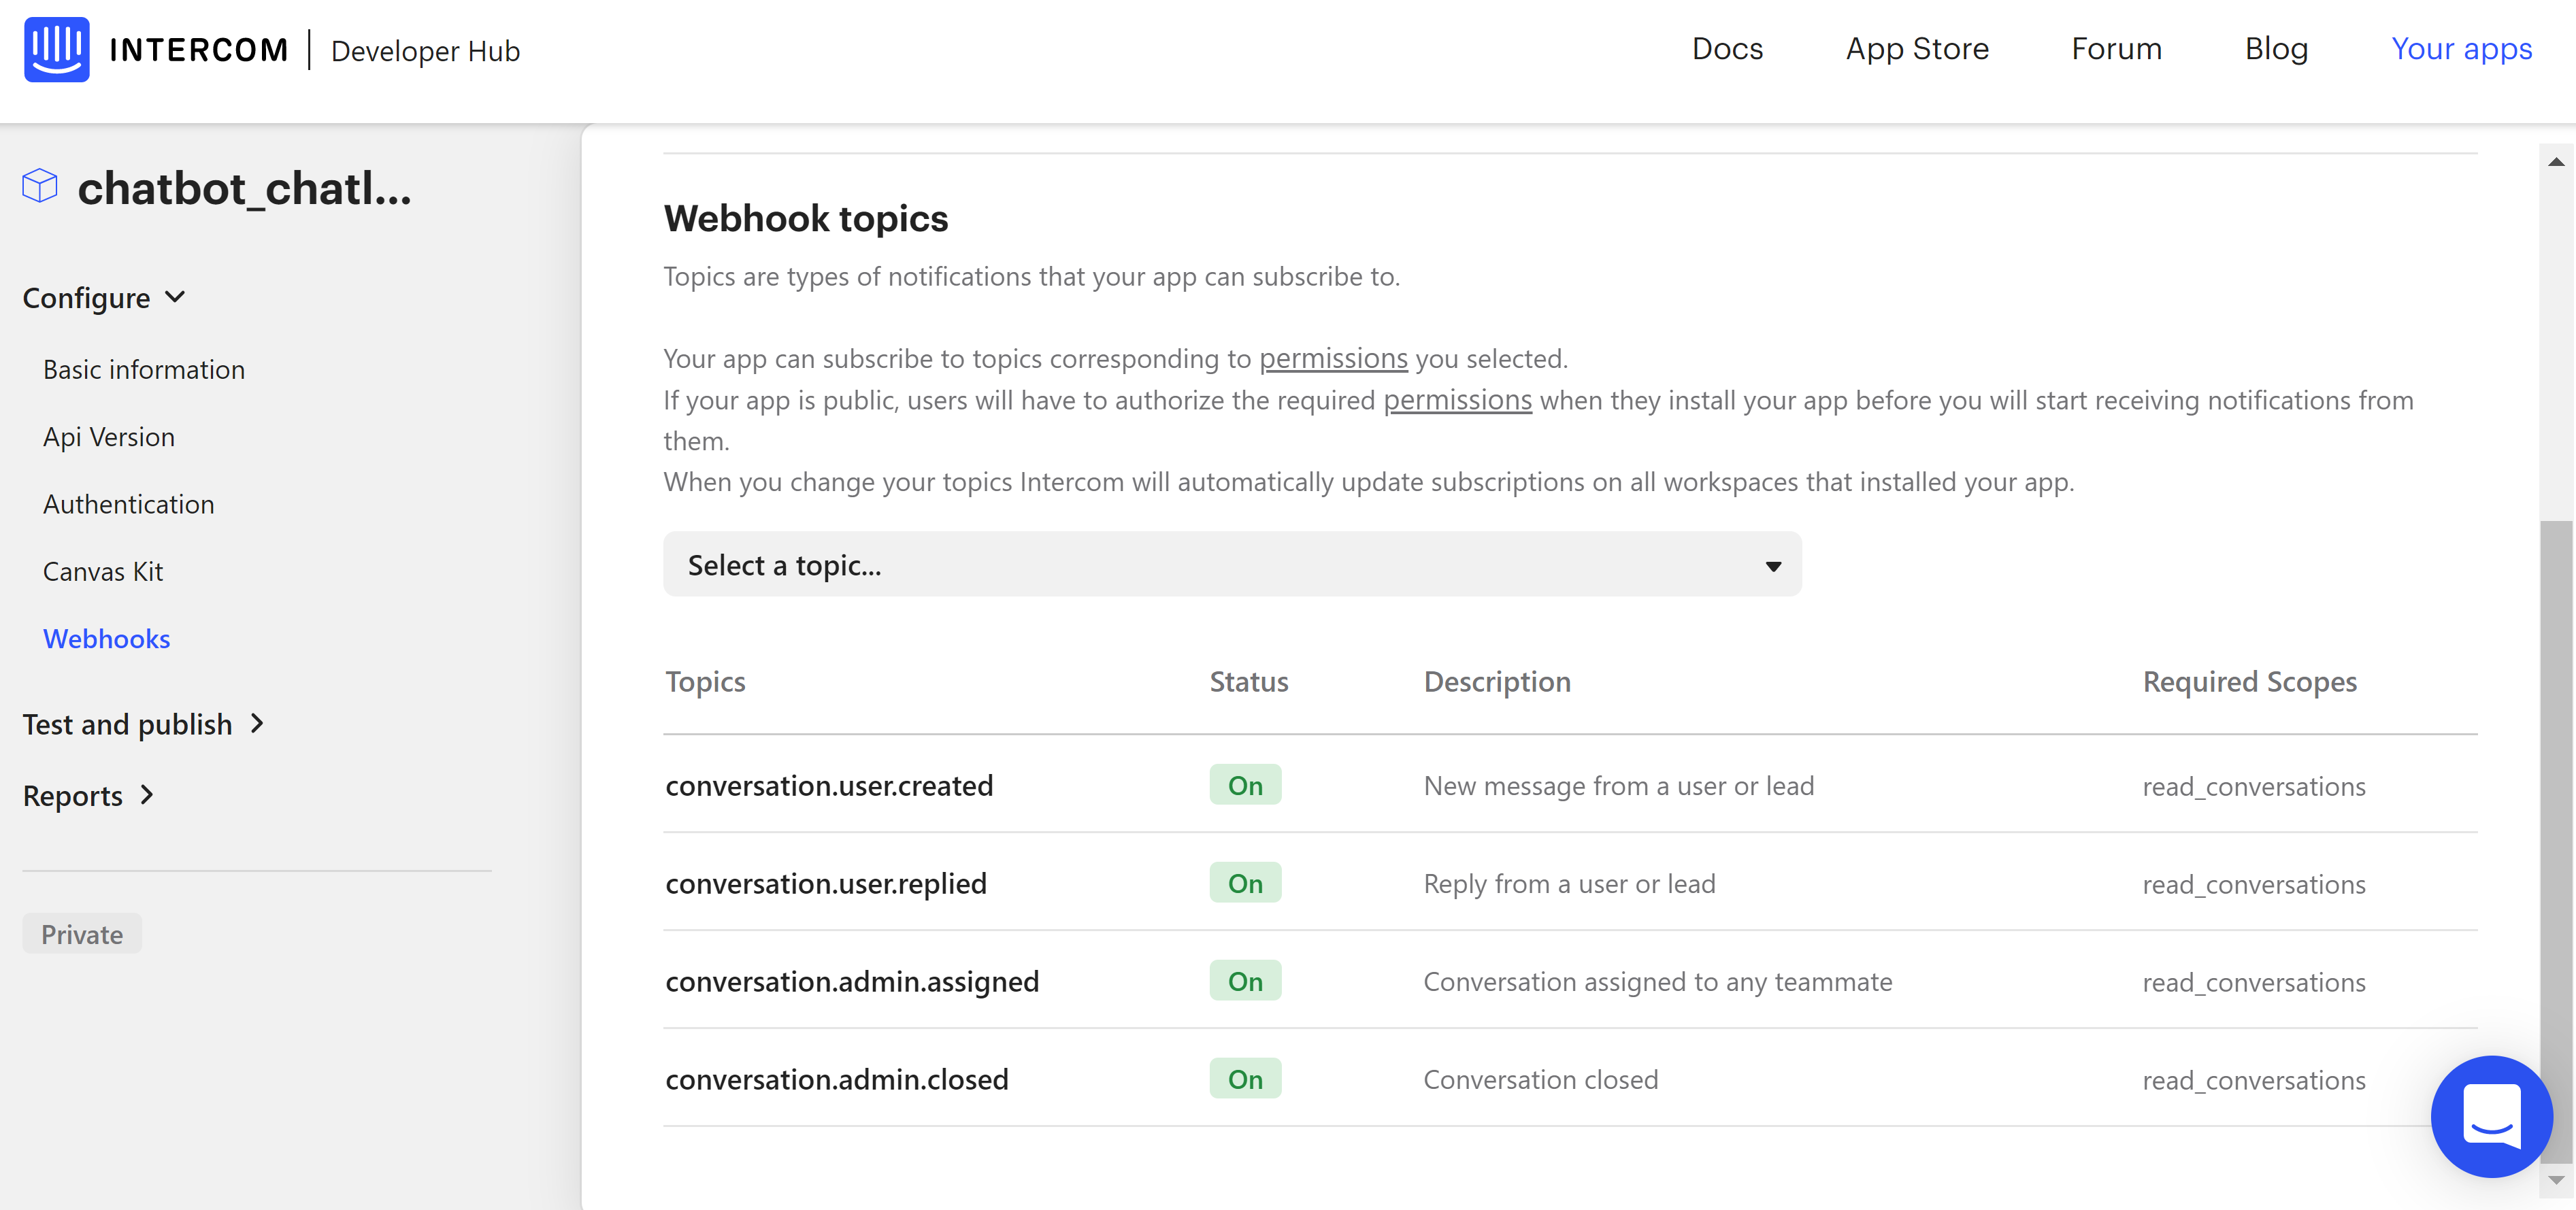 INTERCOM | Developer Hub
Docs
App Store
Forum
Blog
Your apps
chatbot_chatl...
Configure
Basic information
Api Version
Authentication
Canvas Kit
Webhooks
Test and publish
Reports
Private
Webhook topics
Topics are types of notifications that your app can subscribe to.
Your app can subscribe to topics corresponding to permissions you selected.
If your app is public, users will have to authorize the required permissions when they install your app before you will start receiving notifications from
them.
When you change your topics Intercom will automatically update subscriptions on all workspaces that installed your app.
Select a topic...
Topics Status Description Required Scopes
conversation.user.created On New message from a user or lead read_conversations
conversation.user.replied On Reply from a user or lead read_conversations
conversation.admin.assigned On Conversation assigned to any teammate read_conversations
conversation.admin.closed On Conversation closed read_conversations